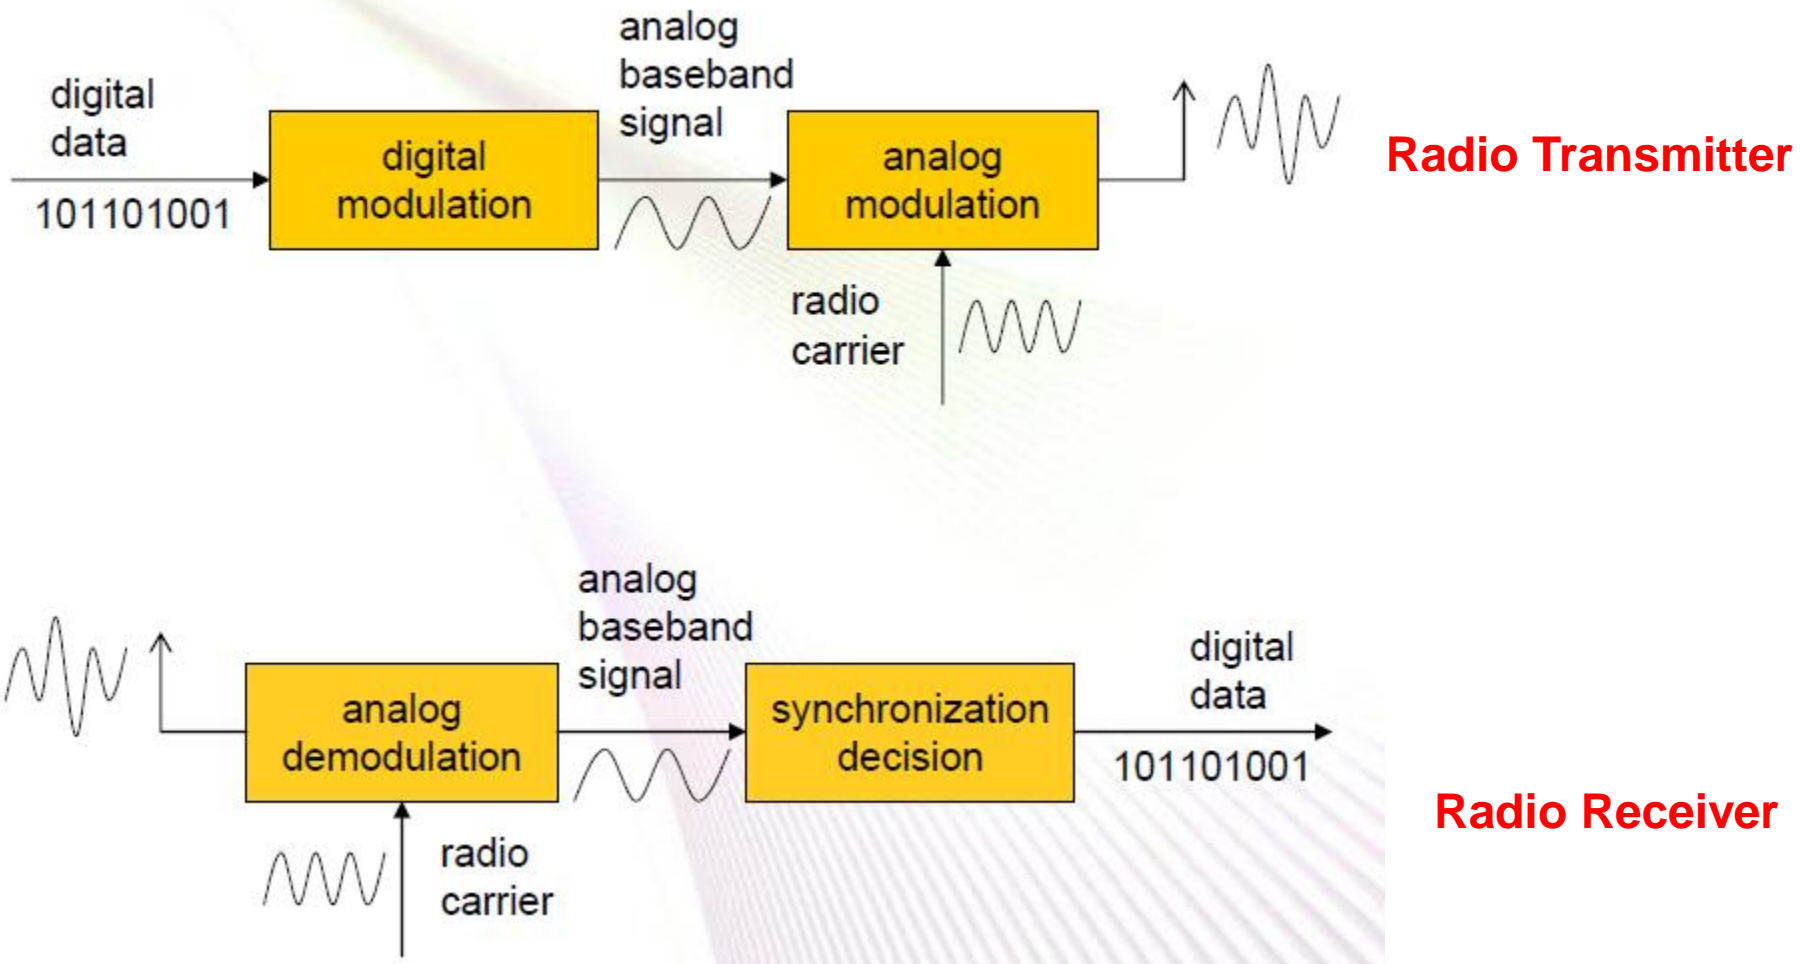 digital
data
101101001
digital
modulation
analog
baseband
signal
analog
modulation
radio
carrier
Radio Transmitter
analog
demodulation
radio
carrier
analog
baseband
signal
synchronization
decision
digital
data
101101001
Radio Receiver